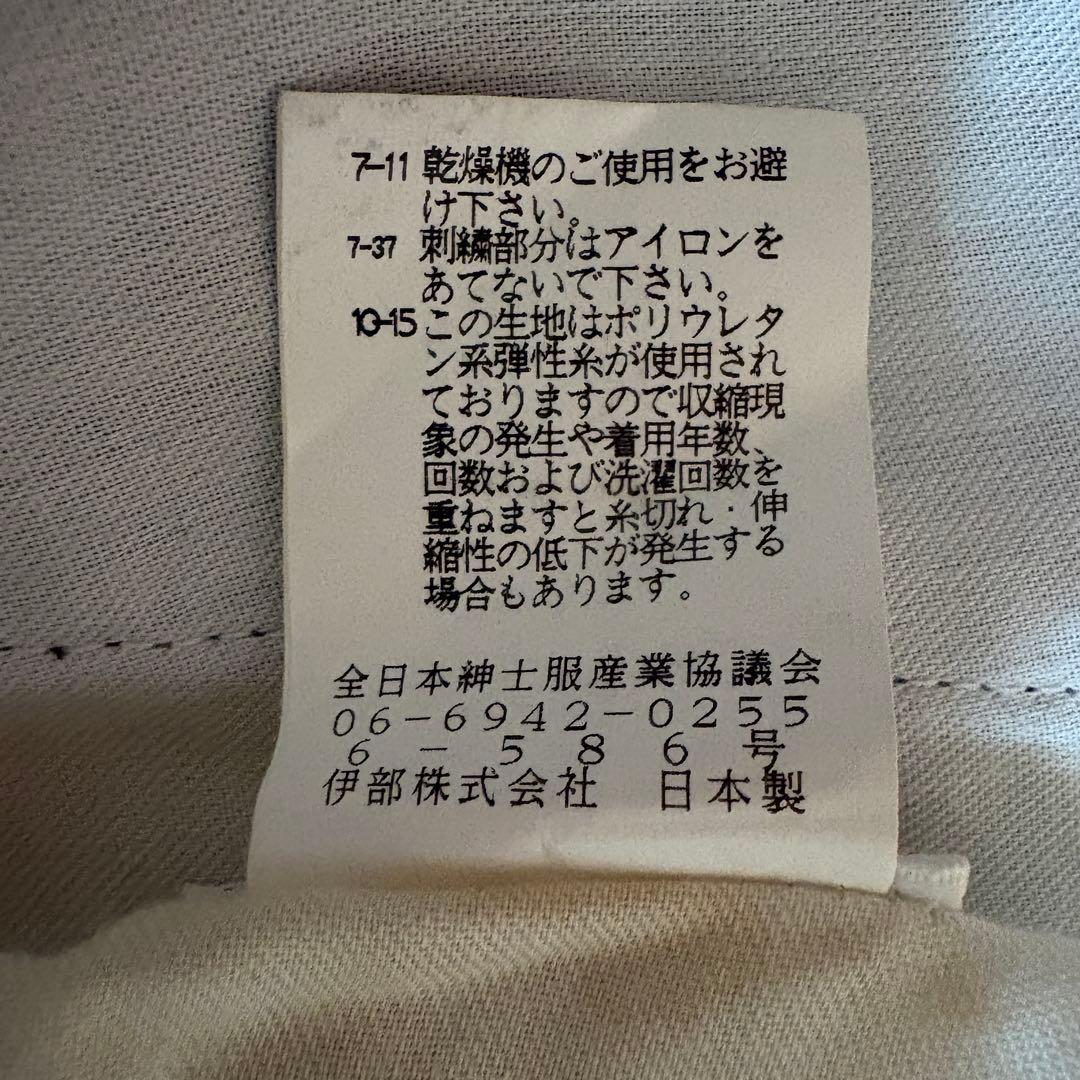 7-11 乾燥機のご使用をお避
け下さい。
7-37 刺繍部分はアイロンを
あてないで下さい。
10-15 この生地はポリウレタ
ン系弾性糸が使用され
ておりますので収縮現
象の発生や着用年数、
回数および洗濯回数を
重ねますと糸切れ・伸
縮性の低下が発生する
場合もあります。
全日本紳士服産業協議会
06-6942-0255
6-586号
伊部株式会社 日本製